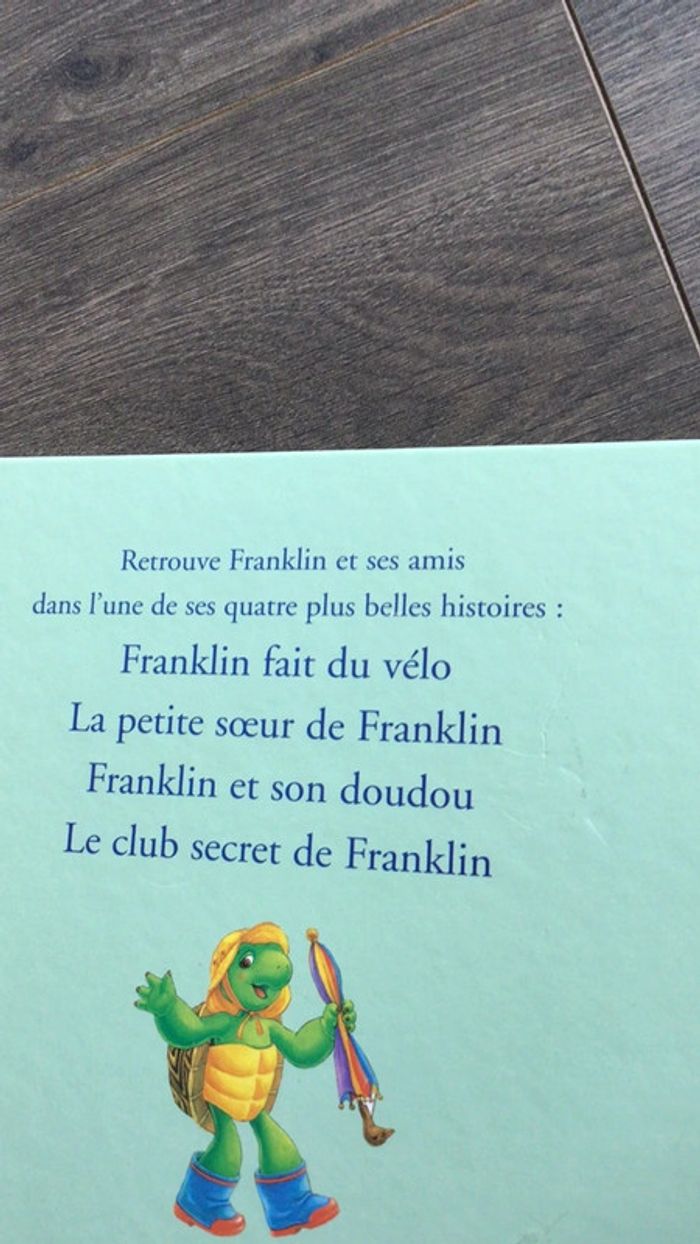 Retrouve Franklin et ses amis
dans l'une de ses quatre plus belles histoires :
Franklin fait du vélo
La petite sœur de Franklin
Franklin et son doudou
Le club secret de Franklin